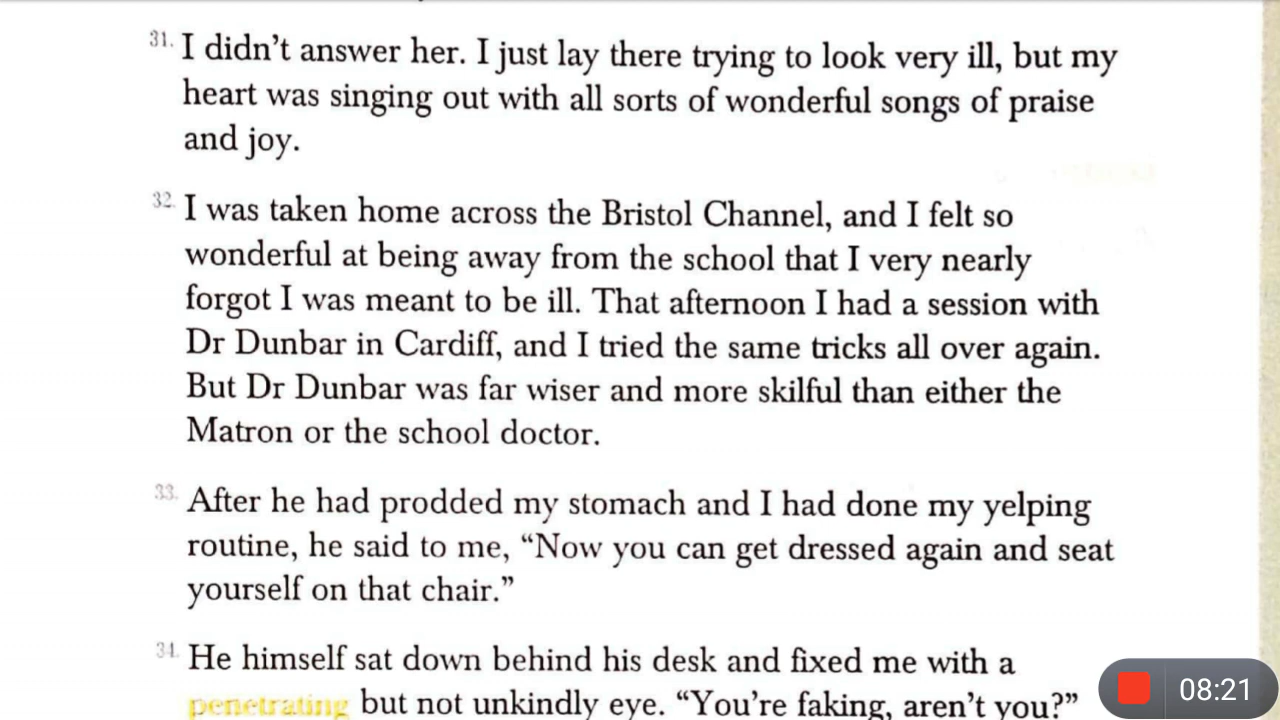 31. I didn't answer her. I just lay there trying to look very ill, but my
heart was singing out with all sorts of wonderful songs of praise
and joy.
32. I was taken home across the Bristol Channel, and I felt so
wonderful at being away from the school that I very nearly
forgot I was meant to be ill. That afternoon I had a session with
Dr Dunbar in Cardiff, and I tried the same tricks all over again.
But Dr Dunbar was far wiser and more skilful than either the
Matron or the school doctor.
33. After he had prodded my stomach and I had done my yelping
routine, he said to me, “Now you can get dressed again and seat
yourself on that chair.”
34. He himself sat down behind his desk and fixed me with a
penetrating but not unkindly eye. “You're faking, aren't you?”
08:21